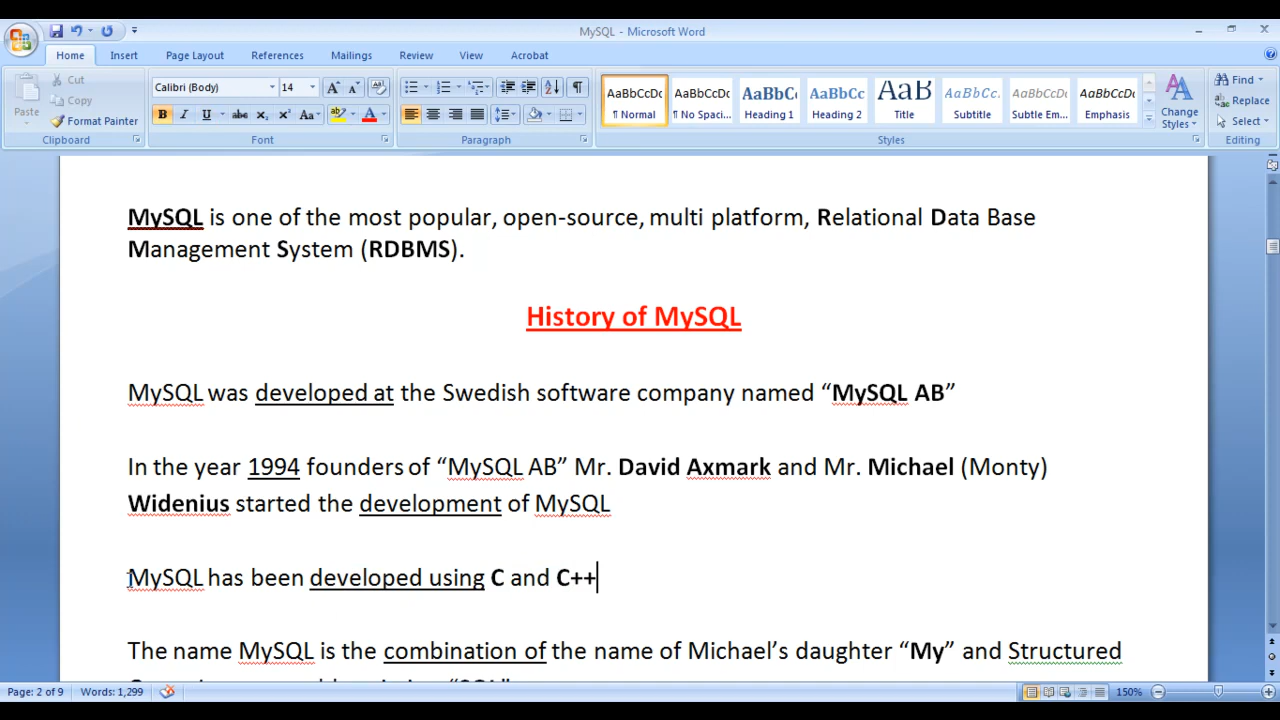 MySQL - Microsoft Word
Home Insert Page Layout References Mailings Review View Acrobat
Paste Cut Copy Format Painter
Clipboard
Calibri (Body) 14
B I U abc X₂ X² Aa
Font
Paragraph
AaBbCcDc AaBbCcDc AaBbC AaBbCc AaB AaBbCc. AaBbCcDc AaBbCcDc
¶ Normal ¶ No Spaci... Heading 1 Heading 2 Title Subtitle Subtle Em... Emphasis
Change Styles
Styles
Find Replace Select
Editing
MySQL is one of the most popular, open-source, multi platform, Relational Data Base
Management System (RDBMS).
History of MySQL
MySQL was developed at the Swedish software company named “MySQL AB”
In the year 1994 founders of “MySQL AB” Mr. David Axmark and Mr. Michael (Monty)
Widenius started the development of MySQL
MySQL has been developed using C and C++
The name MySQL is the combination of the name of Michael’s daughter “My” and Structured
Page: 2 of 9 Words: 1,299 150%